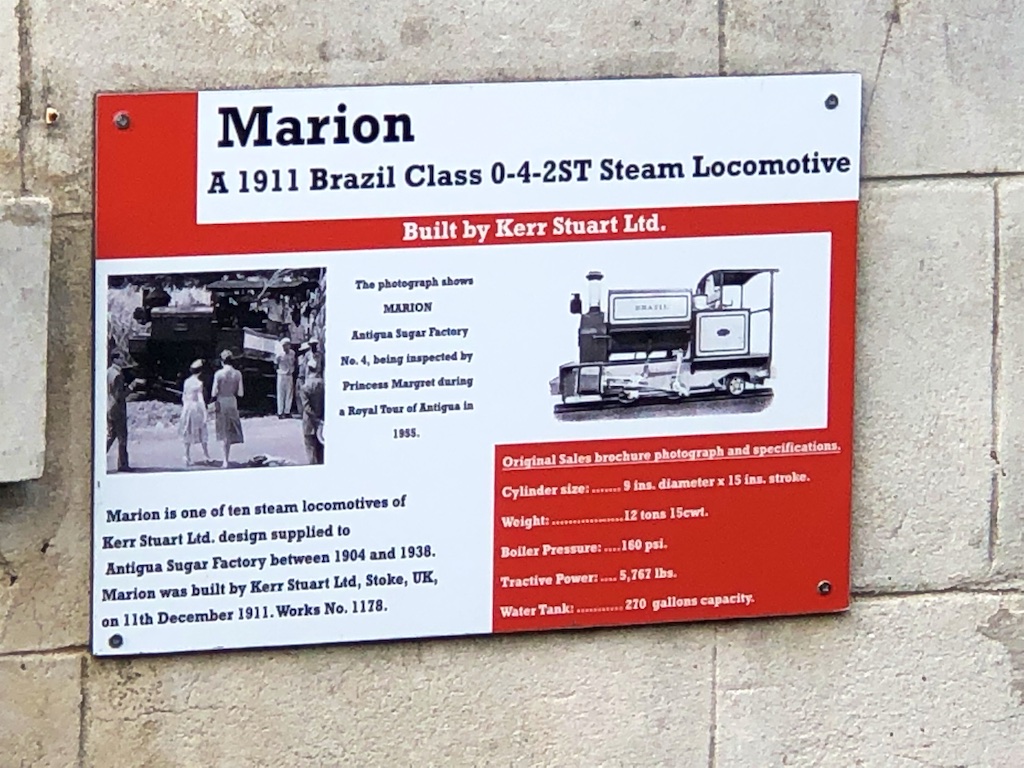 Marion
A 1911 Brazil Class 0-4-2ST Steam Locomotive
Built by Kerr Stuart Ltd.
The photograph shows
MARION
Antigua Sugar Factory
No. 4, being inspected by
Princess Margret during
a Royal Tour of Antigua in
1955.
BRAZIL
Marion is one of ten steam locomotives of
Kerr Stuart Ltd. design supplied to
Antigua Sugar Factory between 1904 and 1938.
Marion was built by Kerr Stuart Ltd, Stoke, UK,
on 11th December 1911. Works No. 1178.
Original Sales brochure photograph and specifications.
Cylinder size: ....... 9 ins. diameter x 15 ins. stroke.
Weight: ..................12 tons 15cwt.
Boiler Pressure: ....160 psi.
Tractive Power: .... 5,767 lbs.
Water Tank: ........... 270 gallons capacity.